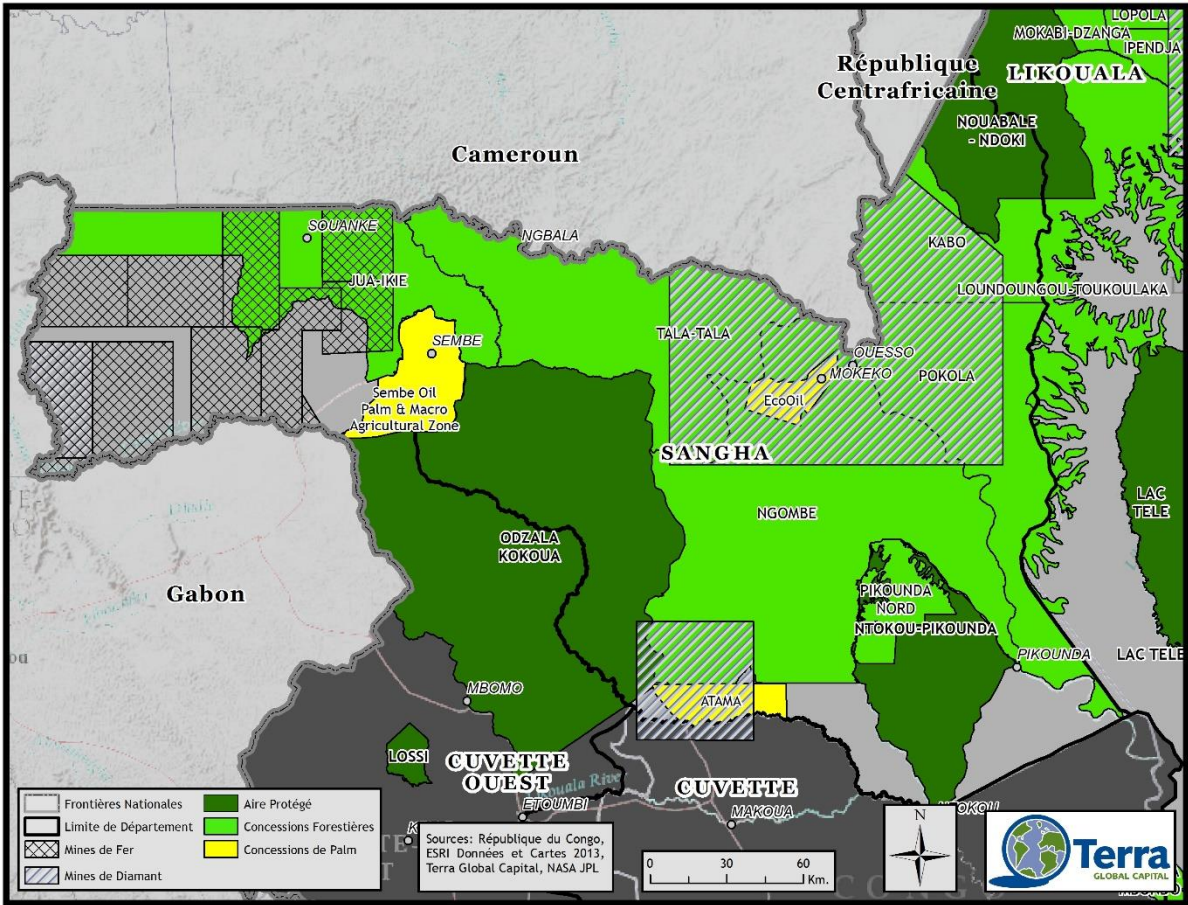 LOPOLA
MOKABI-DZANGA
IPENDJA
République
Centrafricaine
LIKOUALA
NOUABALE
- NDOKI
Cameroun
SOUANKE
NGBALA
KABO
JUA-IKIE
LOUNDOUNGOU-TOUKOULAKA
TALA-TALA
SEMBE
OUESSO
MOKEKO
POKOLA
Sembe Oil
Palm & Macro
Agricultural Zone
EcoOil
SANGHA
LAC
TELE
NGOMBE
ODZALA
KOKOUA
Gabon
PIKOUNDA
NORD
NTOKOU-PIKOUNDA
LAC TELE
PIKOUNDA
MBOMO
ATAMA
LOSSI
CUVETTE
OUEST
CUVETTE
ETOUMBI
MAKOUA
Frontières Nationales
Limite de Département
Mines de Fer
Mines de Diamant
Aire Protégé
Concessions Forestières
Concessions de Palm
Sources: République du Congo,
ESRI Données et Cartes 2013,
Terra Global Capital, NASA JPL
0 30 60
Km.
N
Terra
GLOBAL CAPITAL